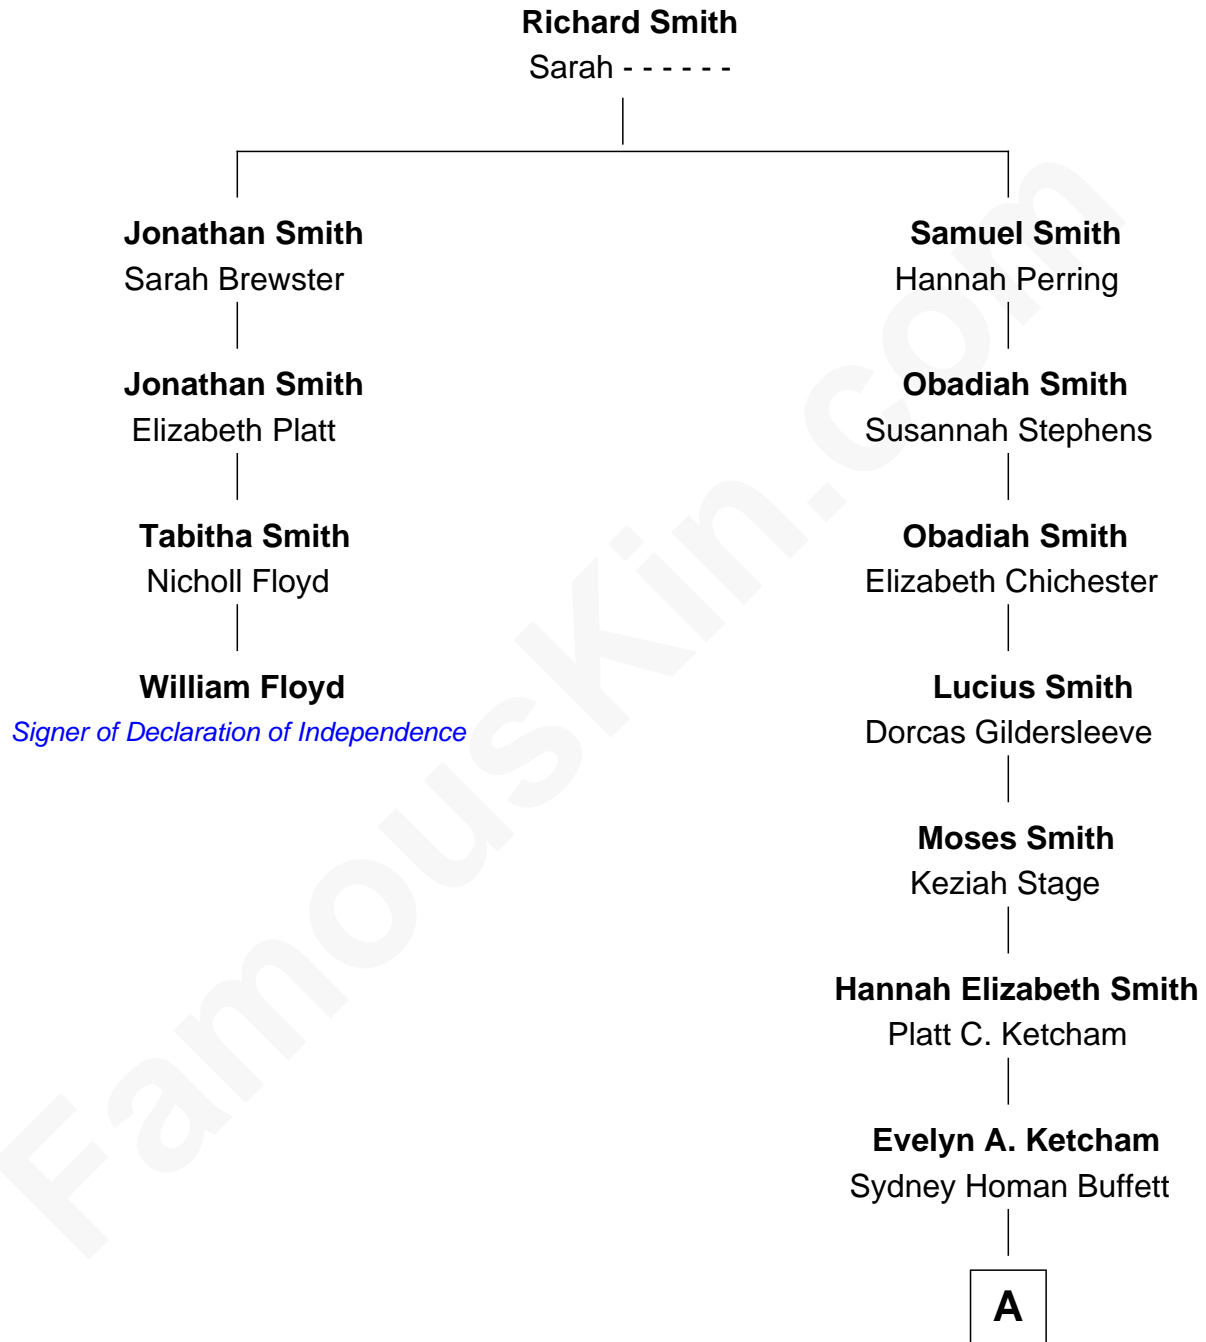 Richard Smith
Sarah - - - - - -
Jonathan Smith
Sarah Brewster
Jonathan Smith
Elizabeth Platt
Tabitha Smith
Nicholl Floyd
William Floyd
Signer of Declaration of Independence
Samuel Smith
Hannah Perring
Obadiah Smith
Susannah Stephens
Obadiah Smith
Elizabeth Chichester
Lucius Smith
Dorcas Gildersleeve
Moses Smith
Keziah Stage
Hannah Elizabeth Smith
Platt C. Ketcham
Evelyn A. Ketcham
Sydney Homan Buffett
A
FamousKin.com